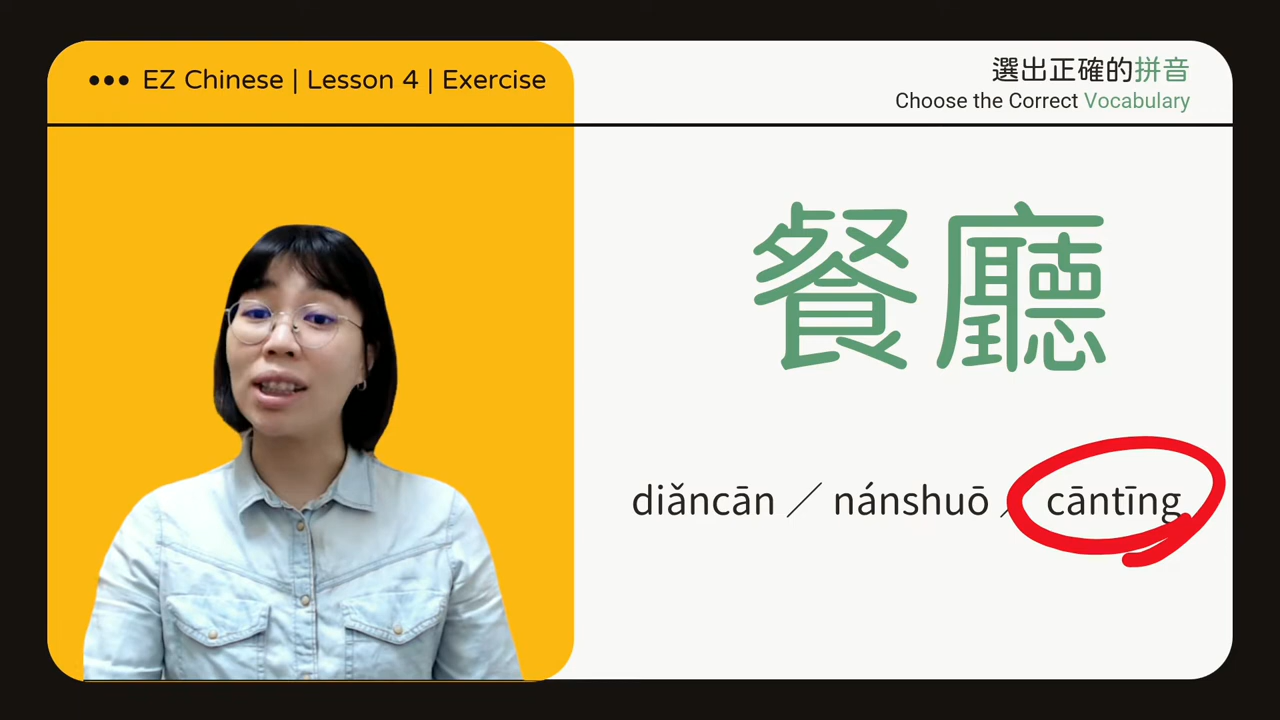 ••• EZ Chinese | Lesson 4 | Exercise
選出正確的拼音
Choose the Correct Vocabulary
餐廳
diǎncān ／ nánshuō ／ cāntīng